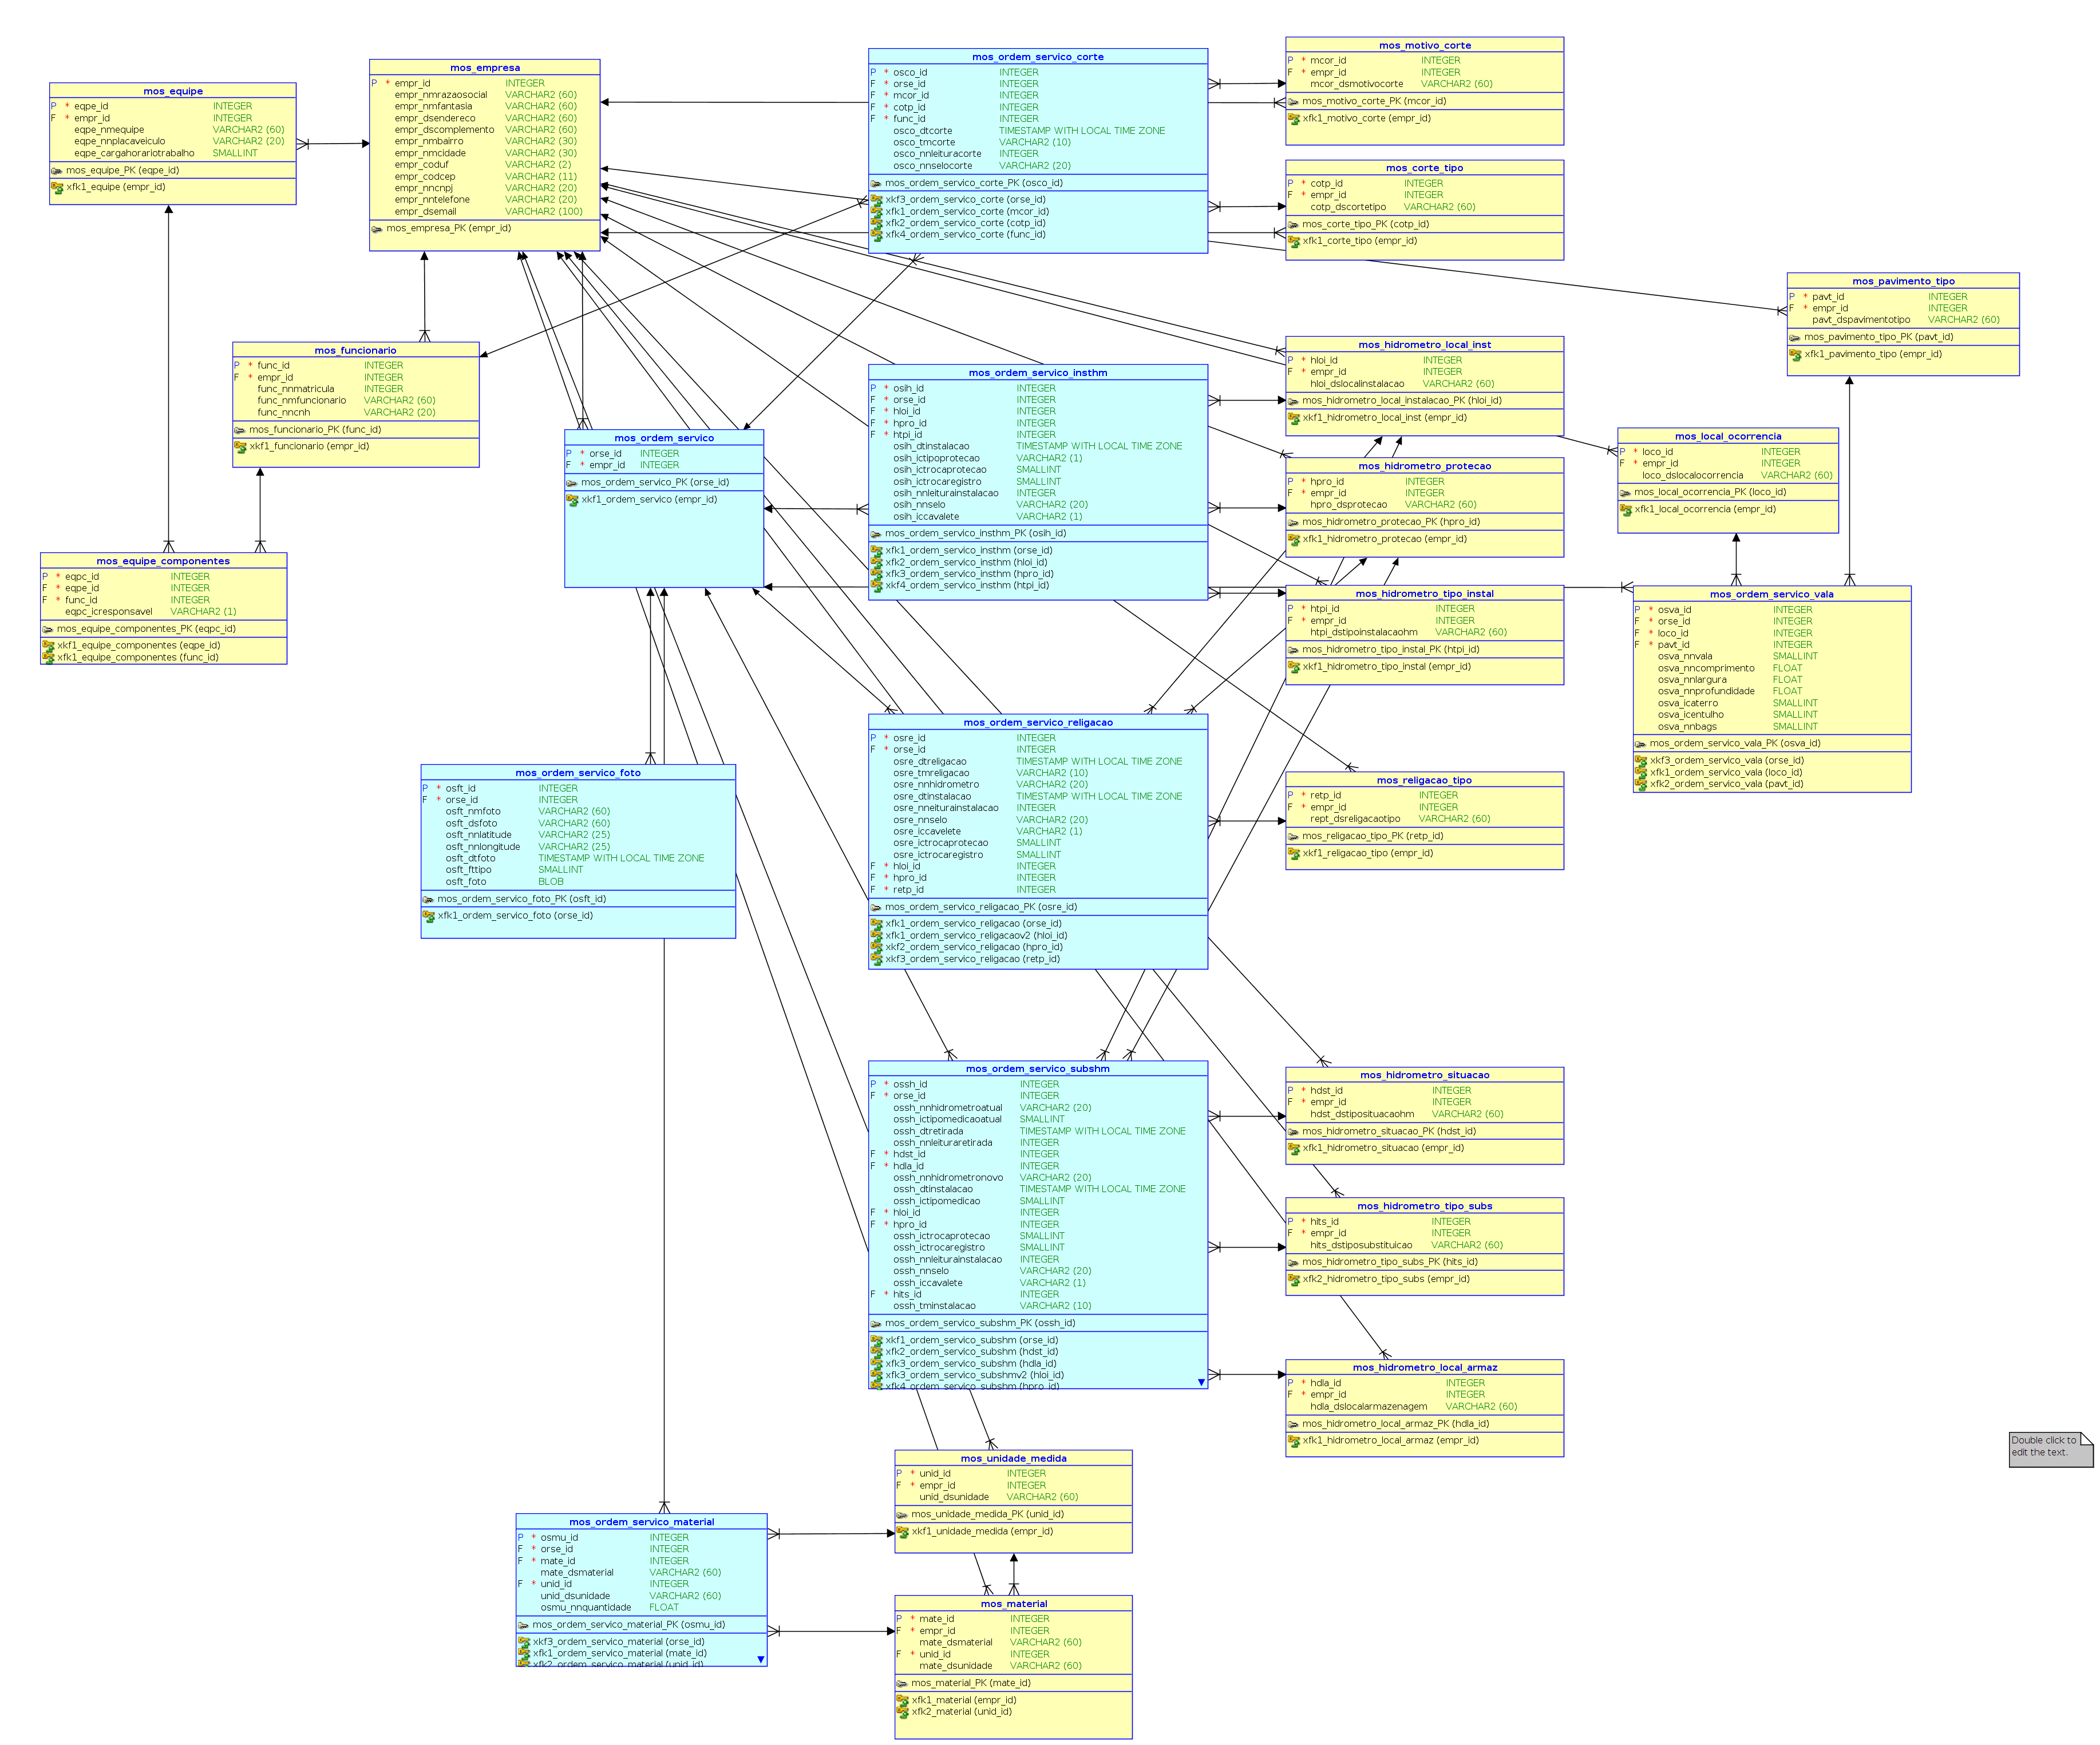 mos_equipe
P * eqpe_id INTEGER
F * empr_id INTEGER
eqpe_nmequipe VARCHAR2 (60)
eqpe_nnplacaveiculo VARCHAR2 (20)
eqpe_cargahorariotrabalho SMALLINT
mos_equipe_PK (eqpe_id)
xfk1_equipe (empr_id)
mos_empresa
P * empr_id INTEGER
empr_nmrazaosocial VARCHAR2 (60)
empr_nmfantasia VARCHAR2 (60)
empr_dsendereco VARCHAR2 (60)
empr_dscomplemento VARCHAR2 (60)
empr_nmbairro VARCHAR2 (30)
empr_nmcidade VARCHAR2 (30)
empr_coduf VARCHAR2 (2)
empr_codcep VARCHAR2 (11)
empr_nncnpj VARCHAR2 (20)
empr_nntelefone VARCHAR2 (20)
empr_dsemail VARCHAR2 (100)
mos_empresa_PK (empr_id)
mos_ordem_servico_corte
P * osco_id INTEGER
F * orse_id INTEGER
F * mcor_id INTEGER
F * cotp_id INTEGER
F * func_id INTEGER
osco_dtcorte TIMESTAMP WITH LOCAL TIME ZONE
osco_tmcorte VARCHAR2 (10)
osco_nnleituracorte INTEGER
osco_nnselocorte VARCHAR2 (20)
mos_ordem_servico_corte_PK (osco_id)
xkf3_ordem_servico_corte (orse_id)
xfk1_ordem_servico_corte (mcor_id)
xfk2_ordem_servico_corte (cotp_id)
xfk4_ordem_servico_corte (func_id)
mos_motivo_corte
P * mcor_id INTEGER
F * empr_id INTEGER
mcor_dsmotivocorte VARCHAR2 (60)
mos_motivo_corte_PK (mcor_id)
xfk1_motivo_corte (empr_id)
mos_corte_tipo
P * cotp_id INTEGER
F * empr_id INTEGER
cotp_dscortetipo VARCHAR2 (60)
mos_corte_tipo_PK (cotp_id)
xfk1_corte_tipo (empr_id)
mos_pavimento_tipo
P * pavt_id INTEGER
F * empr_id INTEGER
pavt_dspavimentotipo VARCHAR2 (60)
mos_pavimento_tipo_PK (pavt_id)
xfk1_pavimento_tipo (empr_id)
mos_funcionario
P * func_id INTEGER
F * empr_id INTEGER
func_nnmatricula INTEGER
func_nmfuncionario VARCHAR2 (60)
func_nncnh VARCHAR2 (20)
mos_funcionario_PK (func_id)
xkf1_funcionario (empr_id)
mos_ordem_servico_insthm
P * osih_id INTEGER
F * orse_id INTEGER
F * hloi_id INTEGER
F * hpro_id INTEGER
F * htpi_id INTEGER
osih_dtinstalacao TIMESTAMP WITH LOCAL TIME ZONE
osih_ictipoprotecao VARCHAR2 (1)
osih_ictrocaprotecao SMALLINT
osih_ictrocaregistro SMALLINT
osih_nnleiturainstalacao INTEGER
osih_nnselo VARCHAR2 (20)
osih_iccavalete VARCHAR2 (1)
mos_ordem_servico_insthm_PK (osih_id)
xfk1_ordem_servico_insthm (orse_id)
xfk2_ordem_servico_insthm (hloi_id)
xfk3_ordem_servico_insthm (hpro_id)
xkf4_ordem_servico_insthm (htpi_id)
mos_hidrometro_local_inst
P * hloi_id INTEGER
F * empr_id INTEGER
hloi_dslocalinstalacao VARCHAR2 (60)
mos_hidrometro_local_instalacao_PK (hloi_id)
xkf1_hidrometro_local_inst (empr_id)
mos_local_ocorrencia
P * loco_id INTEGER
F * empr_id INTEGER
loco_dslocalocorrencia VARCHAR2 (60)
mos_local_ocorrencia_PK (loco_id)
xfk1_local_ocorrencia (empr_id)
mos_ordem_servico
P * orse_id INTEGER
F * empr_id INTEGER
mos_ordem_servico_PK (orse_id)
xkf1_ordem_servico (empr_id)
mos_hidrometro_protecao
P * hpro_id INTEGER
F * empr_id INTEGER
hpro_dsprotecao VARCHAR2 (60)
mos_hidrometro_protecao_PK (hpro_id)
xfk1_hidrometro_protecao (empr_id)
mos_equipe_componentes
P * eqpc_id INTEGER
F * eqpe_id INTEGER
F * func_id INTEGER
eqpc_icresponsavel VARCHAR2 (1)
mos_equipe_componentes_PK (eqpc_id)
xkf1_equipe_componentes (eqpe_id)
xfk1_equipe_componentes (func_id)
mos_hidrometro_tipo_instal
P * htpi_id INTEGER
F * empr_id INTEGER
htpi_dstipoinstalacaohm VARCHAR2 (60)
mos_hidrometro_tipo_instal_PK (htpi_id)
xkf1_hidrometro_tipo_instal (empr_id)
mos_ordem_servico_vala
P * osva_id INTEGER
F * orse_id INTEGER
F * loco_id INTEGER
F * pavt_id INTEGER
osva_nnvala SMALLINT
osva_nncomprimento FLOAT
osva_nnlargura FLOAT
osva_nnprofundidade FLOAT
osva_icaterro SMALLINT
osva_icentulho SMALLINT
osva_nnbags SMALLINT
mos_ordem_servico_vala_PK (osva_id)
xkf3_ordem_servico_vala (orse_id)
xfk1_ordem_servico_vala (loco_id)
xfk2_ordem_servico_vala (pavt_id)
mos_ordem_servico_foto
P * osft_id INTEGER
F * orse_id INTEGER
osft_nmfoto VARCHAR2 (60)
osft_dsfoto VARCHAR2 (60)
osft_nnlatitude VARCHAR2 (25)
osft_nnlongitude VARCHAR2 (25)
osft_dtfoto TIMESTAMP WITH LOCAL TIME ZONE
osft_fttipo SMALLINT
osft_foto BLOB
mos_ordem_servico_foto_PK (osft_id)
xfk1_ordem_servico_foto (orse_id)
mos_ordem_servico_religacao
P * osre_id INTEGER
F * orse_id INTEGER
osre_dtreligacao TIMESTAMP WITH LOCAL TIME ZONE
osre_tmreligacao VARCHAR2 (10)
osre_nnhidrometro VARCHAR2 (20)
osre_dtinstalacao TIMESTAMP WITH LOCAL TIME ZONE
osre_nneiturainstalacao INTEGER
osre_nnselo VARCHAR2 (20)
osre_iccavelete VARCHAR2 (1)
osre_ictrocaprotecao SMALLINT
osre_ictrocaregistro SMALLINT
F * hloi_id INTEGER
F * hpro_id INTEGER
F * retp_id INTEGER
mos_ordem_servico_religacao_PK (osre_id)
xfk1_ordem_servico_religacao (orse_id)
xfk1_ordem_servico_religacaov2 (hloi_id)
xkf2_ordem_servico_religacao (hpro_id)
xkf3_ordem_servico_religacao (retp_id)
mos_religacao_tipo
P * retp_id INTEGER
F * empr_id INTEGER
rept_dsreligacaotipo VARCHAR2 (60)
mos_religacao_tipo_PK (retp_id)
xkf1_religacao_tipo (empr_id)
mos_ordem_servico_subshm
P * ossh_id INTEGER
F * orse_id INTEGER
ossh_nnhidrometroatual VARCHAR2 (20)
ossh_ictipomedicaoatual SMALLINT
ossh_dtretirada TIMESTAMP WITH LOCAL TIME ZONE
ossh_nnleituraretirada INTEGER
F * hdst_id INTEGER
F * hdla_id INTEGER
ossh_nnhidrometronovo VARCHAR2 (20)
ossh_dtinstalacao TIMESTAMP WITH LOCAL TIME ZONE
ossh_ictipomedicao SMALLINT
F * hloi_id INTEGER
F * hpro_id INTEGER
ossh_ictrocaprotecao SMALLINT
ossh_ictrocaregistro SMALLINT
ossh_nnleiturainstalacao INTEGER
ossh_nnselo VARCHAR2 (20)
ossh_iccavalete VARCHAR2 (1)
F * hits_id INTEGER
ossh_tminstalacao VARCHAR2 (10)
mos_ordem_servico_subshm_PK (ossh_id)
xkf1_ordem_servico_subshm (orse_id)
xfk2_ordem_servico_subshm (hdst_id)
xfk3_ordem_servico_subshm (hdla_id)
xfk3_ordem_servico_subshmv2 (hloi_id)
xfk4_ordem_servico_subshm (hpro_id)
mos_hidrometro_situacao
P * hdst_id INTEGER
F * empr_id INTEGER
hdst_dstiposituacaohm VARCHAR2 (60)
mos_hidrometro_situacao_PK (hdst_id)
xfk1_hidrometro_situacao (empr_id)
mos_hidrometro_tipo_subs
P * hits_id INTEGER
F * empr_id INTEGER
hits_dstiposubstituicao VARCHAR2 (60)
mos_hidrometro_tipo_subs_PK (hits_id)
xfk2_hidrometro_tipo_subs (empr_id)
mos_hidrometro_local_armaz
P * hdla_id INTEGER
F * empr_id INTEGER
hdla_dslocalarmazenagem VARCHAR2 (60)
mos_hidrometro_local_armaz_PK (hdla_id)
xfk1_hidrometro_local_armaz (empr_id)
Double click to
edit the text.
mos_unidade_medida
P * unid_id INTEGER
F * empr_id INTEGER
unid_dsunidade VARCHAR2 (60)
mos_unidade_medida_PK (unid_id)
xkf1_unidade_medida (empr_id)
mos_ordem_servico_material
P * osmu_id INTEGER
F * orse_id INTEGER
F * mate_id INTEGER
mate_dsmaterial VARCHAR2 (60)
F * unid_id INTEGER
unid_dsunidade VARCHAR2 (60)
osmu_nnquantidade FLOAT
mos_ordem_servico_material_PK (osmu_id)
xkf3_ordem_servico_material (orse_id)
xfk1_ordem_servico_material (mate_id)
xfk2_ordem_servico_material (unid_id)
mos_material
P * mate_id INTEGER
F * empr_id INTEGER
mate_dsmaterial VARCHAR2 (60)
F * unid_id INTEGER
mate_dsunidade VARCHAR2 (60)
mos_material_PK (mate_id)
xfk1_material (empr_id)
xfk2_material (unid_id)